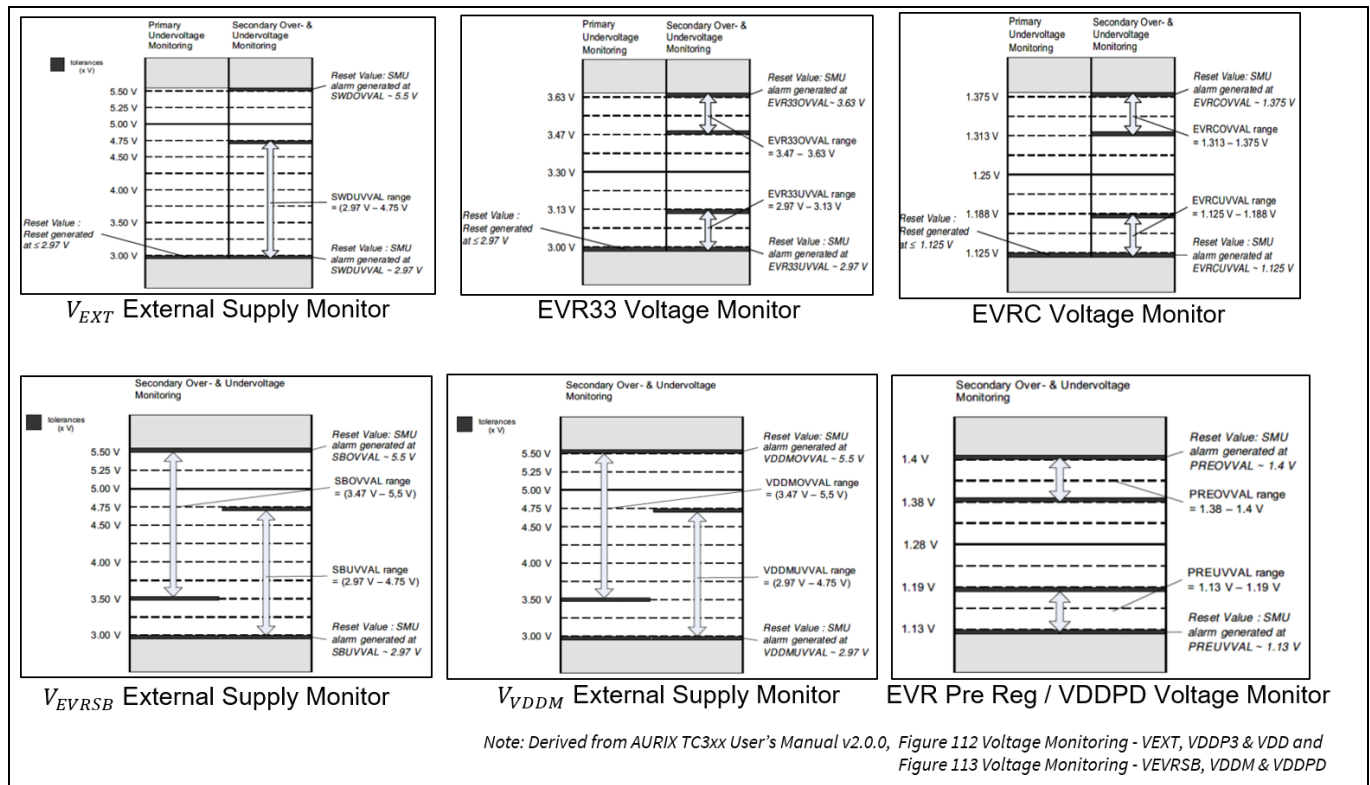 Primary
Undervoltage
Monitoring
Secondary Over- &
Undervoltage
Monitoring
tolerances
(x V)
5.50 V
5.25 V
5.00 V
4.75 V
4.50 V
4.00 V
3.50 V
3.00 V
Reset Value: SMU
alarm generated at
SWDOVVAL ~ 5.5 V
SWDUVVAL range
= (2.97 V – 4.75 V)
Reset Value :
Reset generated
at ≤ 2.97 V
Reset Value : SMU
alarm generated at
SWDUVVAL ~ 2.97 V
V_EXT External Supply Monitor
Primary
Undervoltage
Monitoring
Secondary Over- &
Undervoltage
Monitoring
3.63 V
3.47 V
3.30 V
3.13 V
3.00 V
Reset Value: SMU
alarm generated at
EVR33OVVAL~ 3.63 V
EVR33OVVAL range
= 3.47 – 3.63 V
EVR33UVVAL range
= 2.97 – 3.13 V
Reset Value :
Reset generated
at ≤2.97 V
Reset Value: SMU
alarm generated at
EVR33UVVAL ~ 2.97 V
EVR33 Voltage Monitor
Primary
Undervoltage
Monitoring
Secondary Over- &
Undervoltage
Monitoring
1.375 V
1.313 V
1.25 V
1.188 V
1.125 V
Reset Value: SMU
alarm generated at
EVRCOVVAL ~ 1.375 V
EVRCOVVAL range
= 1.313 – 1.375 V
EVRCUVVAL range
= 1.125 V – 1.188 V
Reset Value :
Reset generated
at ≤ 1.125 V
Reset Value: SMU
alarm generated at
EVRCUVVAL ~ 1.125 V
EVRC Voltage Monitor
Secondary Over- & Undervoltage
Monitoring
tolerances
(x V)
5.50 V
5.25 V
5.00 V
4.75 V
4.50 V
4.00 V
3.50 V
3.00 V
Reset Value: SMU
alarm generated at
SBOVVAL ~ 5.5 V
SBOVVAL range
= (3.47 V – 5,5 V)
SBUVVAL range
= (2.97 V – 4.75 V)
Reset Value : SMU
alarm generated at
SBUVVAL ~ 2.97 V
V_EVRSB External Supply Monitor
Secondary Over- & Undervoltage
Monitoring
tolerances
(x V)
5.50 V
5.25 V
5.00 V
4.75 V
4.50 V
4.00 V
3.50 V
3.00 V
Reset Value: SMU
alarm generated at
VDDMOVVAL ~ 5.5 V
VDDMOVVAL range
= (3.47 V – 5,5 V)
VDDMUVVAL range
= (2.97 V – 4.75 V)
Reset Value : SMU
alarm generated at
VDDMUVVAL ~ 2.97 V
V_VDDM External Supply Monitor
Secondary Over- & Undervoltage
Monitoring
1.4 V
1.38 V
1.28 V
1.19 V
1.13 V
Reset Value: SMU
alarm generated at
PREOVVAL ~ 1.4 V
PREOVVAL range
= 1.38 – 1.4 V
PREUVVAL range
= 1.13 V – 1.19 V
Reset Value : SMU
alarm generated at
PREUVVAL ~ 1.13 V
EVR Pre Reg / VDDPD Voltage Monitor
Note: Derived from AURIX TC3xx User's Manual v2.0.0, Figure 112 Voltage Monitoring - VEXT, VDDP3 & VDD and
Figure 113 Voltage Monitoring - VEVRSB, VDDM & VDDPD